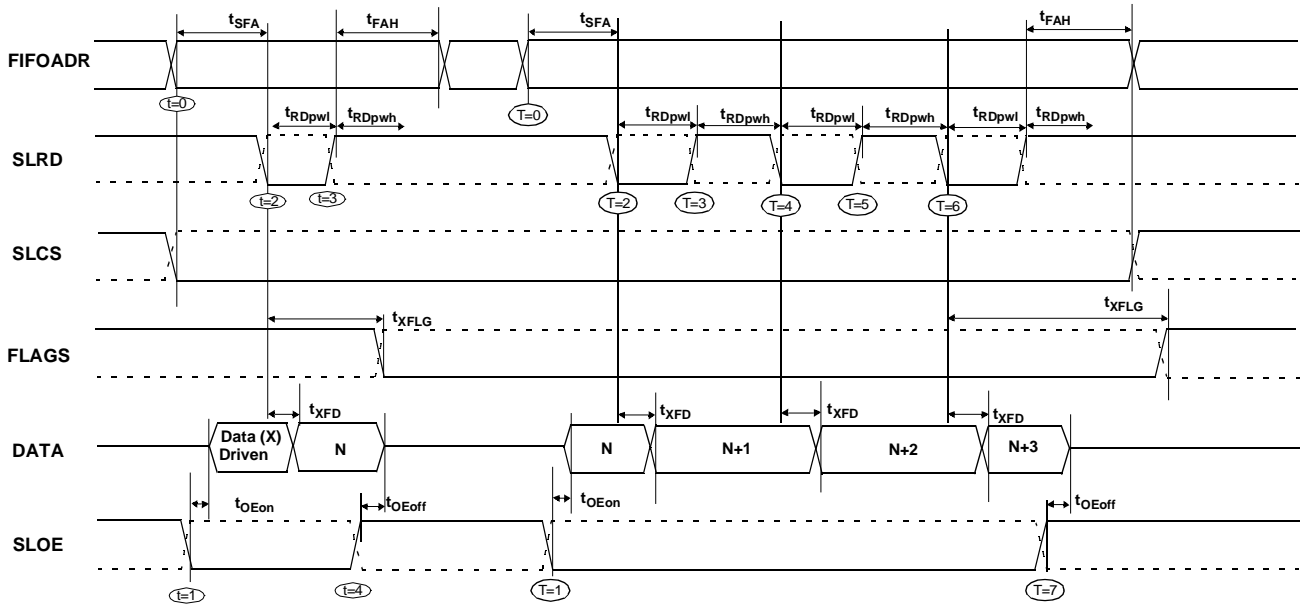 tSFA tFAH tSFA tFAH
FIFOADR
t=0 T=0
tRDpwl tRDpwh tRDpwl tRDpwh tRDpwl tRDpwh tRDpwl tRDpwh
SLRD
t=2 t=3 T=2 T=3 T=4 T=5 T=6
SLCS
tXFLG tXFLG
FLAGS
tXFD tXFD tXFD tXFD
DATA
Data (X)
Driven
N N N+1 N+2 N+3
tOEon tOEoff tOEon tOEoff
SLOE
t=1 t=4 T=1 T=7